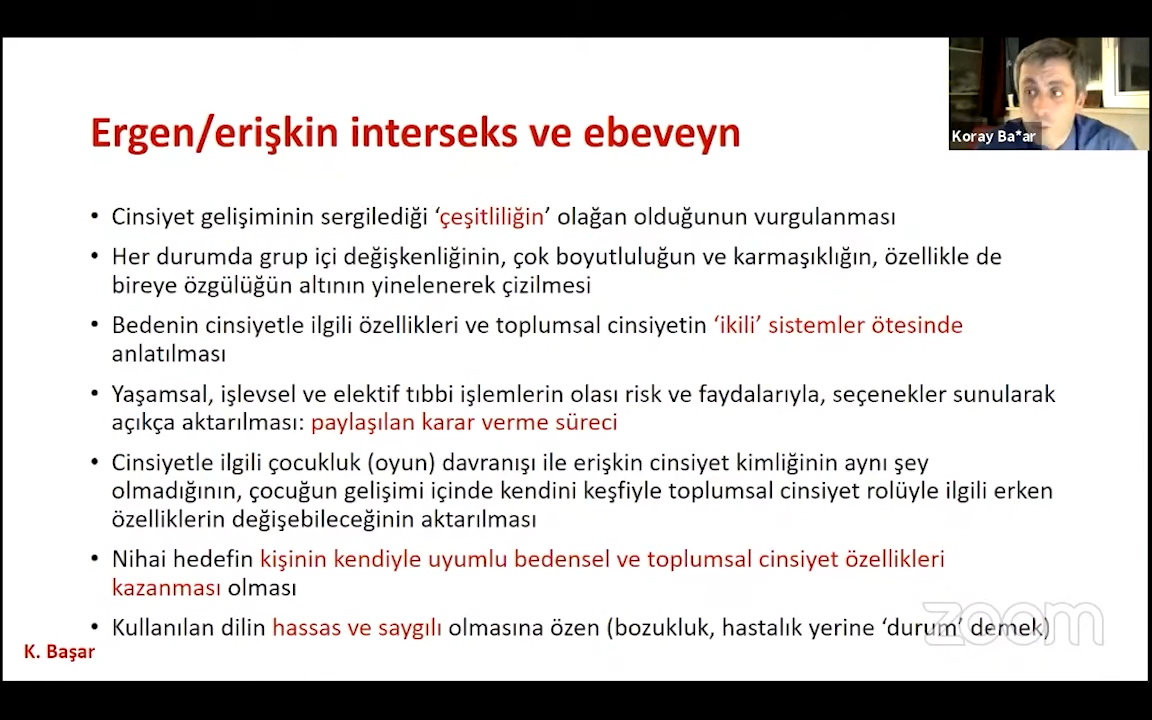 Ergen/erişkin interseks ve ebeveyn
Koray Ba*ar
• Cinsiyet gelişiminin sergilediği ‘çeşitliliğin’ olağan olduğunun vurgulanması
• Her durumda grup içi değişkenliğinin, çok boyutluluğun ve karmaşıklığın, özellikle de
bireye özgülüğün altının yinelenerek çizilmesi
• Bedenin cinsiyetle ilgili özellikleri ve toplumsal cinsiyetin ‘ikili’ sistemler ötesinde
anlatılması
• Yaşamsal, işlevsel ve elektif tıbbi işlemlerin olası risk ve faydalarıyla, seçenekler sunularak
açıkça aktarılması: paylaşılan karar verme süreci
• Cinsiyetle ilgili çocukluk (oyun) davranışı ile erişkin cinsiyet kimliğinin aynı şey
olmadığının, çocuğun gelişimi içinde kendini keşfiyle toplumsal cinsiyet rolüyle ilgili erken
özelliklerin değişebileceğinin aktarılması
• Nihai hedefin kişinin kendiyle uyumlu bedensel ve toplumsal cinsiyet özellikleri
kazanması olması
• Kullanılan dilin hassas ve saygılı olmasına özen (bozukluk, hastalık yerine ‘durum’ demek)
zoom
K. Başar